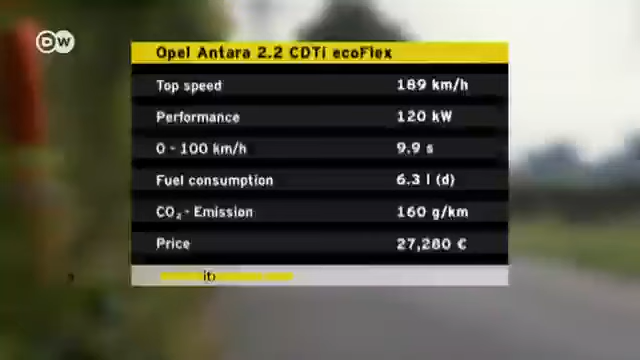 DW
Opel Antara 2.2 CDTi ecoFlex
Top speed 189 km/h
Performance 120 kW
0 - 100 km/h 9.9 s
Fuel consumption 6.3 l (d)
CO₂ - Emission 160 g/km
Price 27,280 €